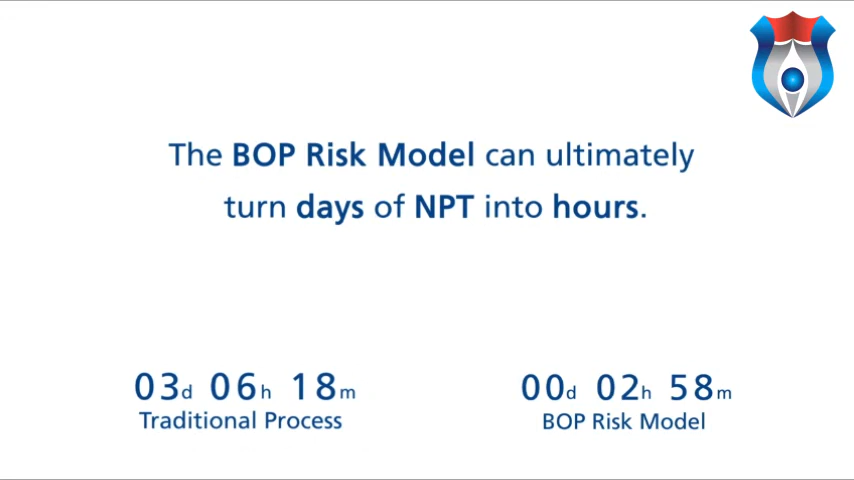 The BOP Risk Model can ultimately
turn days of NPT into hours.
03d 06h 18m
Traditional Process
00d 02h 58m
BOP Risk Model